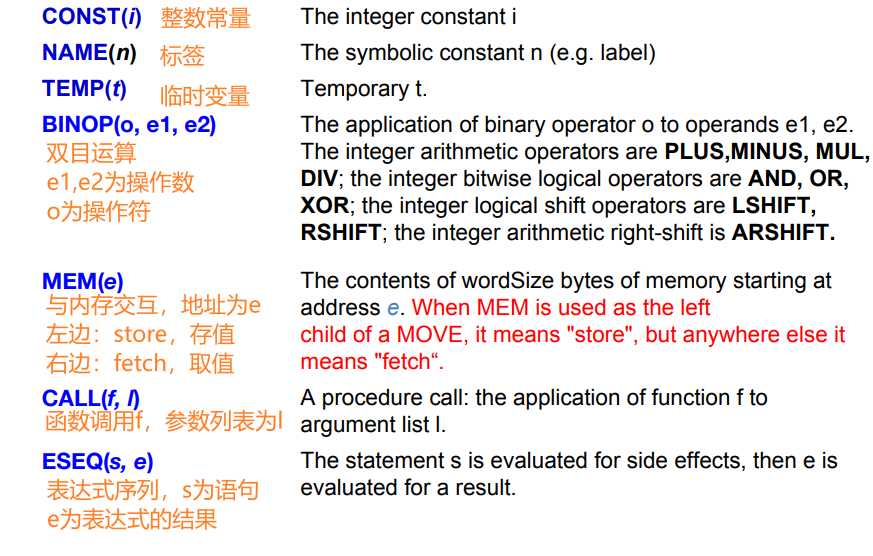 CONST(i) 整数常量 The integer constant i
NAME(n) 标签 The symbolic constant n (e.g. label)
TEMP(t) 临时变量 Temporary t.
BINOP(o, e1, e2) The application of binary operator o to operands e1, e2.
双目运算 The integer arithmetic operators are PLUS,MINUS, MUL,
e1,e2为操作数 DIV; the integer bitwise logical operators are AND, OR,
o为操作符 XOR; the integer logical shift operators are LSHIFT,
RSHIFT; the integer arithmetic right-shift is ARSHIFT.
MEM(e) The contents of wordSize bytes of memory starting at
与内存交互，地址为e address e. When MEM is used as the left
左边：store，存值 child of a MOVE, it means "store", but anywhere else it
右边：fetch，取值 means "fetch“.
CALL(f, l) A procedure call: the application of function f to
函数调用f，参数列表为l argument list l.
ESEQ(s, e) The statement s is evaluated for side effects, then e is
表达式序列，s为语句 evaluated for a result.
e为表达式的结果